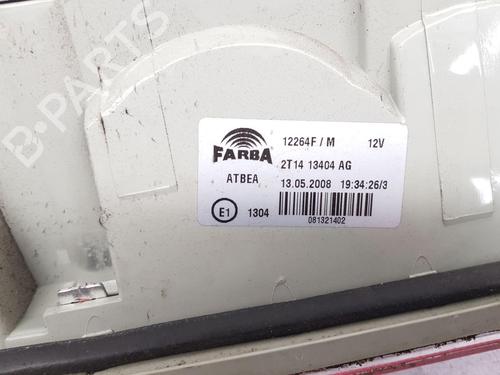 B-PARTS
FARBA
12264F / M 12V
2T14 13404 AG
ATBEA 13.05.2008 19:34:26/3
E1 1304
081321402